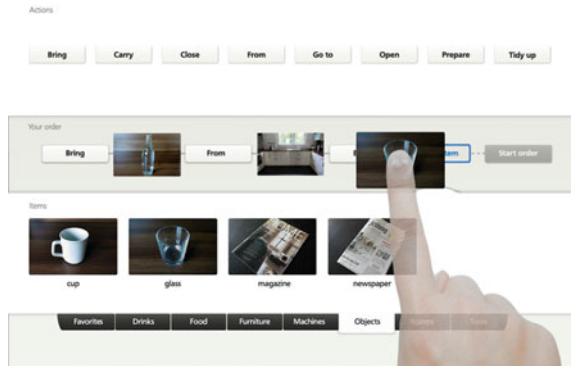 Actions
Bring Carry Close From Go to Open Prepare Tidy up
Your order
Bring From Start order
Items
cup glass magazine newspaper
Favorites Drinks Food Furniture Machines Objects